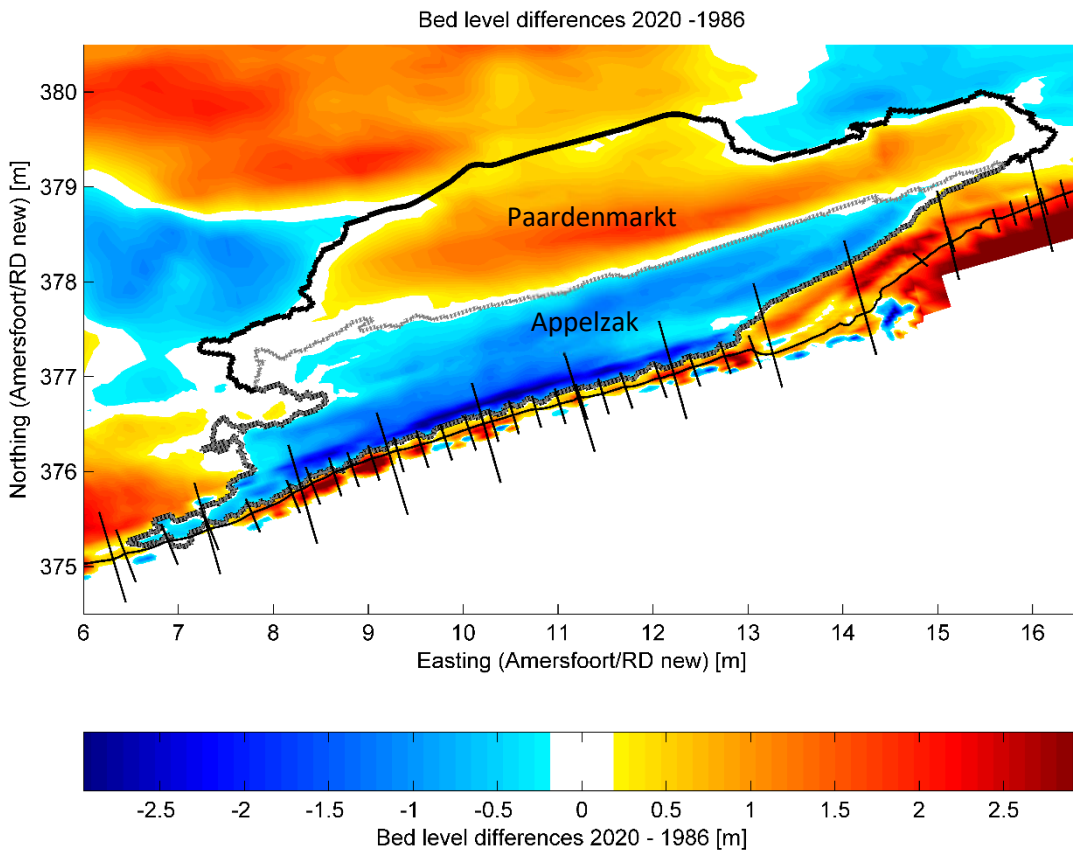 Bed level differences 2020 -1986
Northing (Amersfoort/RD new) [m]
380
379
378
377
376
375
Paardenmarkt
Appelzak
6 7 8 9 10 11 12 13 14 15 16
Easting (Amersfoort/RD new) [m]
-2.5 -2 -1.5 -1 -0.5 0 0.5 1 1.5 2 2.5
Bed level differences 2020 - 1986 [m]